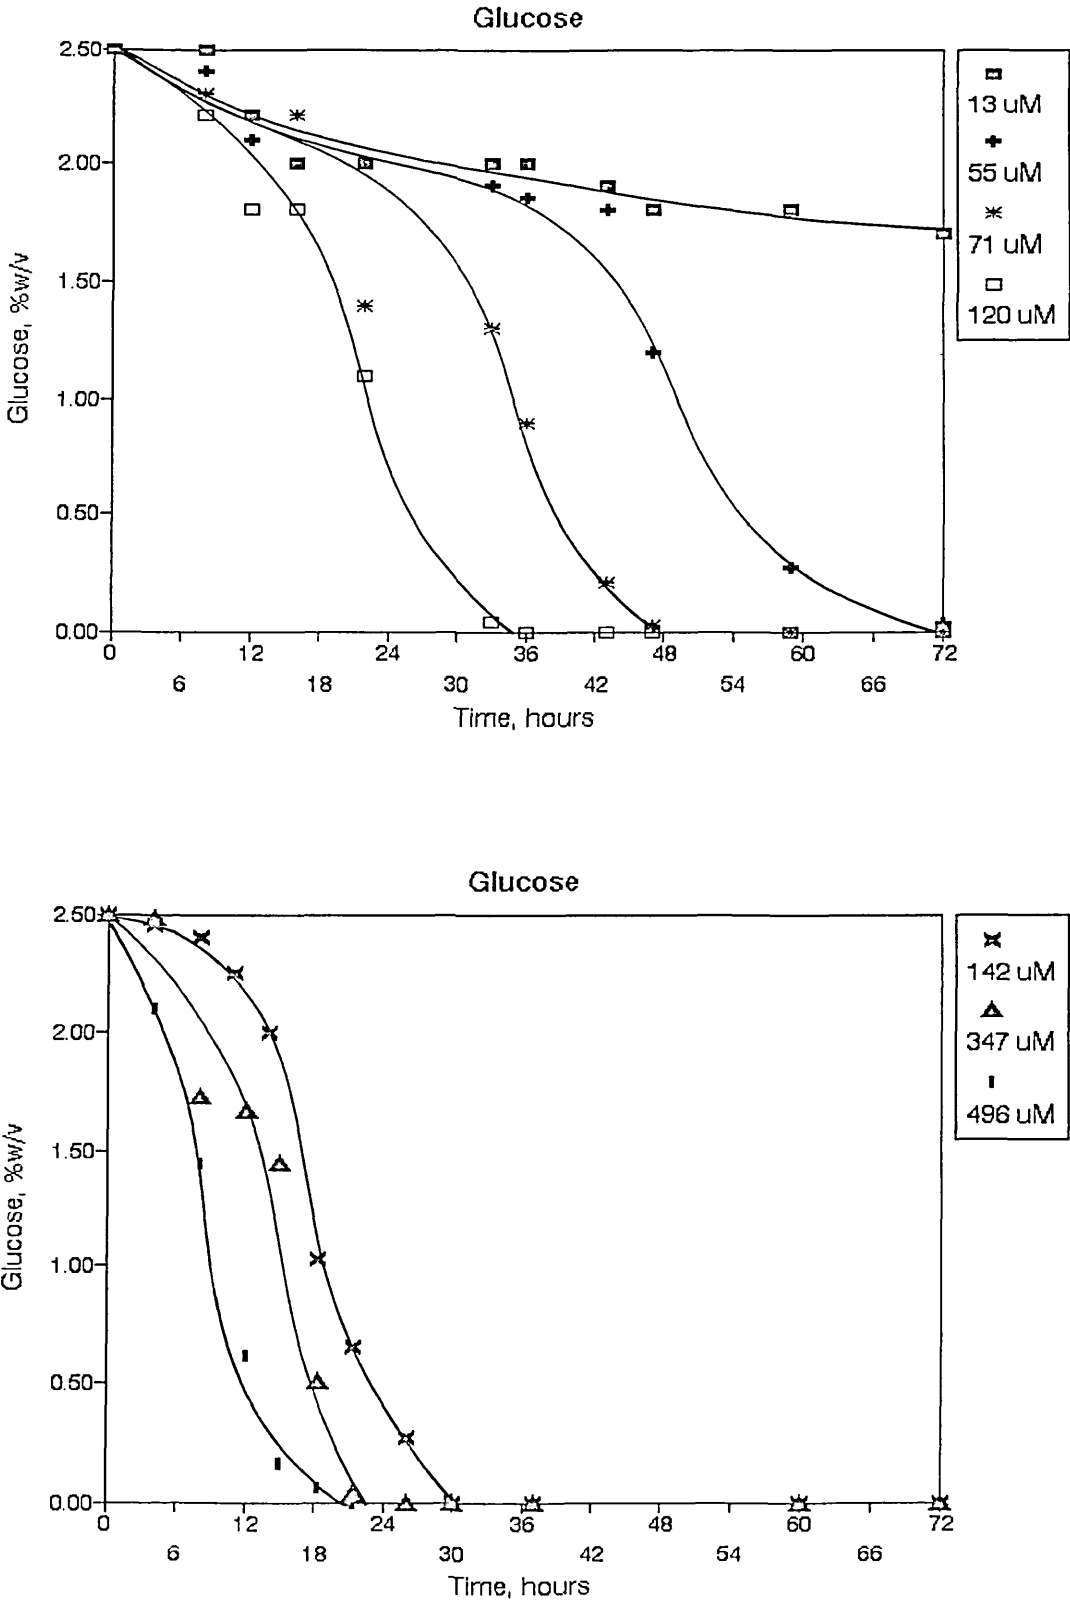 Glucose
2.50
2.00
1.50
1.00
0.50
0.00
Glucose, %w/v
0 12 24 36 48 60 72
6 18 30 42 54 66
Time, hours
13 uM
55 uM
71 uM
120 uM
Glucose
2.50
2.00
1.50
1.00
0.50
0.00
Glucose, %w/v
0 12 24 36 48 60 72
6 18 30 42 54 66
Time, hours
142 uM
347 uM
496 uM